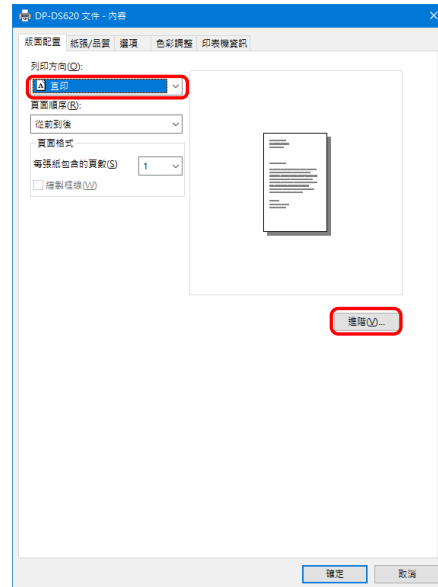 DP-DS620 文件 - 內容
版面配置 紙張/品質 選項 色彩調整 印表機資訊
列印方向(O):
A 直印
頁面順序(R):
從前到後
頁面格式
每張紙包含的頁數(S) 1
繪製框線(W)
進階(V)...
確定 取消